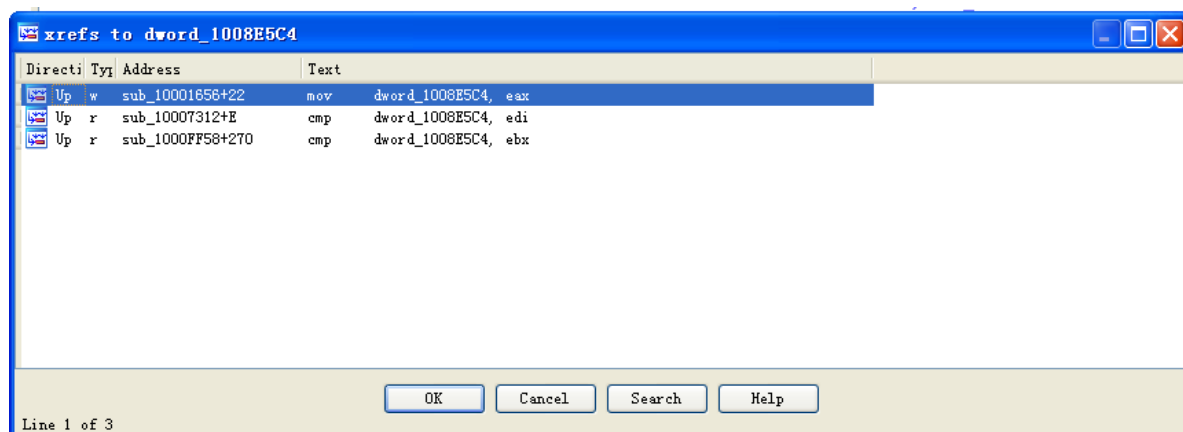 xrefs to dword_1008E5C4
Directi Typ Address Text
Up w sub_10001656+22 mov dword_1008E5C4, eax
Up r sub_10007312+E cmp dword_1008E5C4, edi
Up r sub_1000FF58+270 cmp dword_1008E5C4, ebx
OK Cancel Search Help
Line 1 of 3